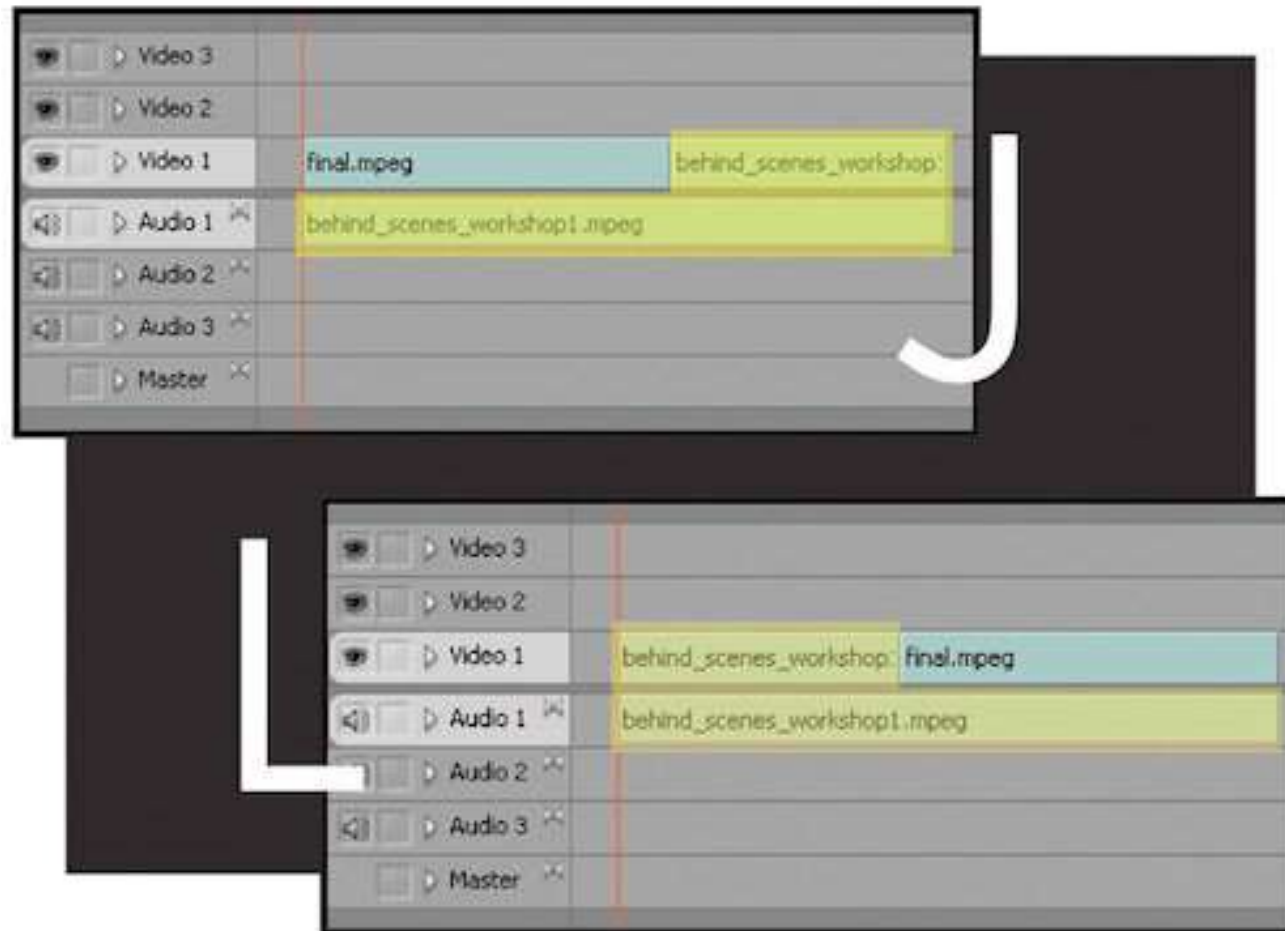 Video 3
Video 2
Video 1 final.mpeg behind_scenes_workshop
Audio 1 behind_scenes_workshop1.mpeg
Audio 2
Audio 3
Master
Video 3
Video 2
Video 1 behind_scenes_workshop final.mpeg
Audio 1 behind_scenes_workshop1.mpeg
Audio 2
Audio 3
Master